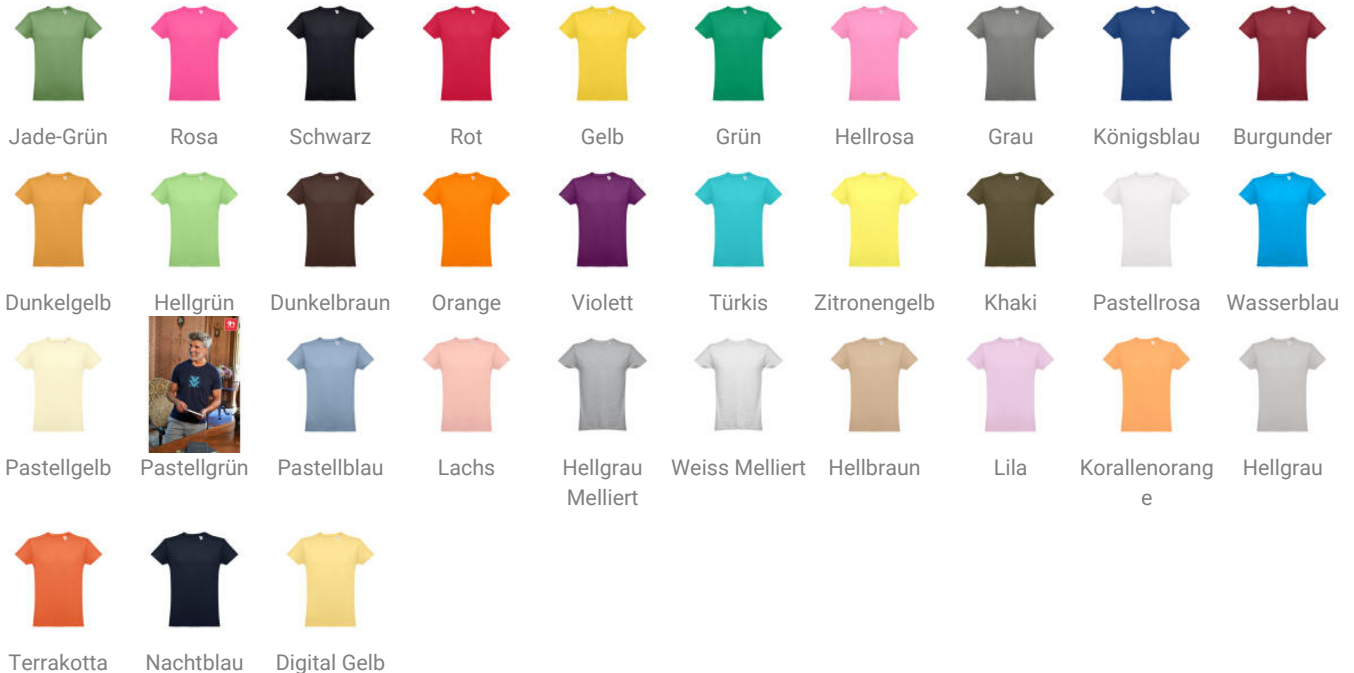 Jade-Grün Rosa Schwarz Rot Gelb Grün Hellrosa Grau Königsblau Burgunder
Dunkelgelb Hellgrün Dunkelbraun Orange Violett Türkis Zitronengelb Khaki Pastellrosa Wasserblau
Pastellgelb Pastellgrün Pastellblau Lachs Hellgrau Weiss Melliert Hellbraun Lila Korallenorang Hellgrau
Melliert e
Terrakotta Nachtblau Digital Gelb